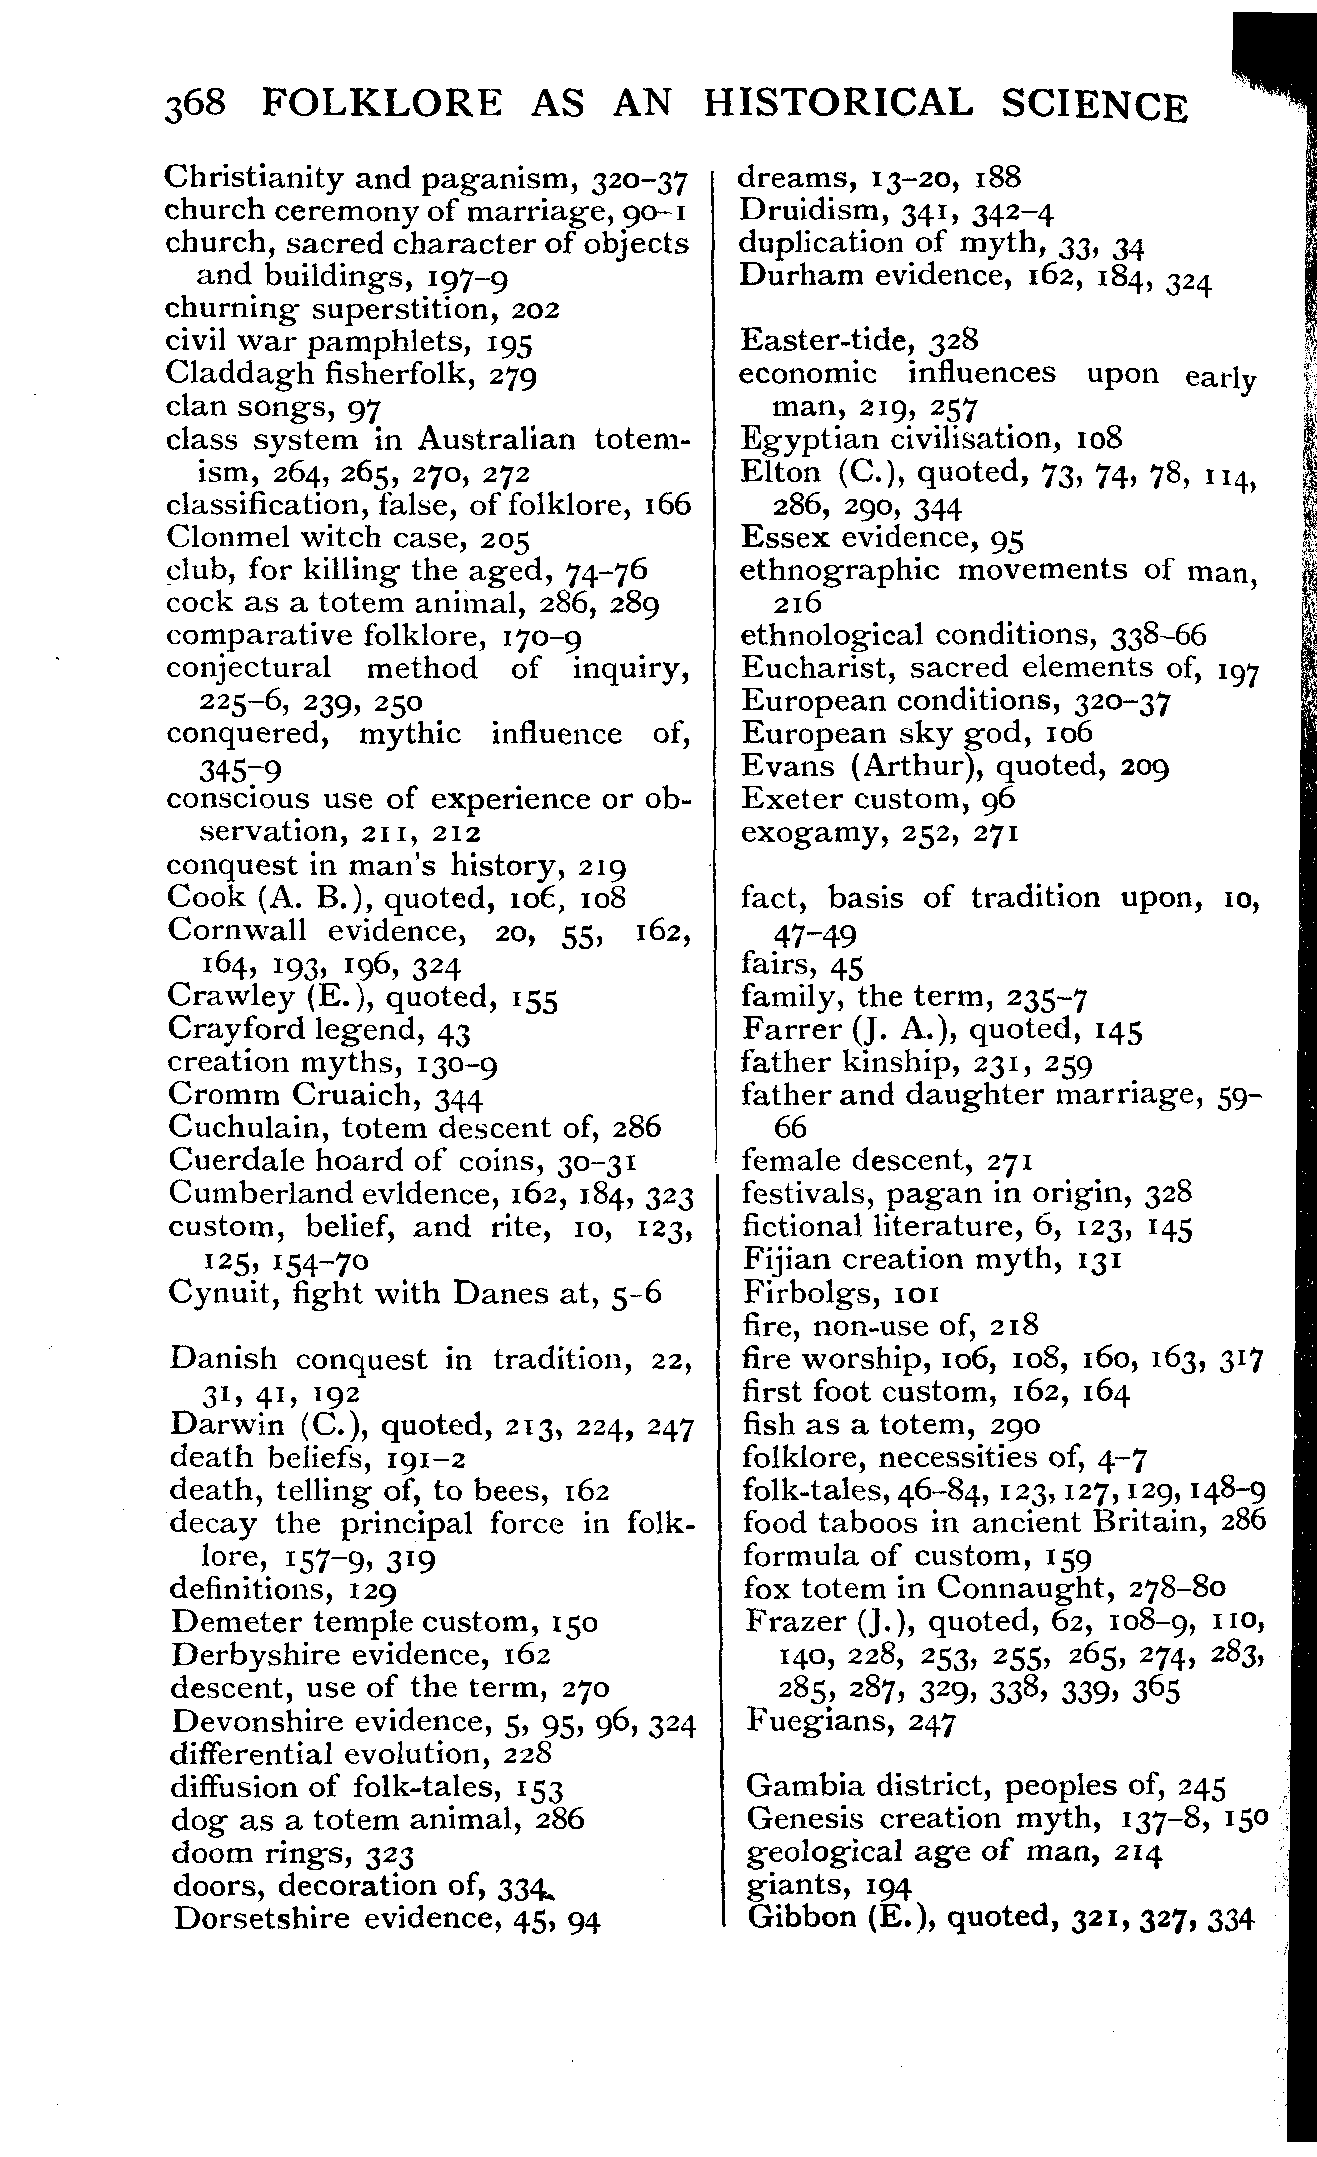 368 FOLKLORE AS AN HISTORICAL SCIENCE
Christianity and paganism, 320–37
church ceremony of marriage, 90–1
church, sacred character of objects
and buildings, 197–9
churning superstition, 202
civil war pamphlets, 195
Claddagh fisherfolk, 279
clan songs, 97
class system in Australian totem-
ism, 264, 265, 270, 272
classification, false, of folklore, 166
Clonmel witch case, 205
club, for killing the aged, 74–76
cock as a totem animal, 286, 289
comparative folklore, 170–9
conjectural method of inquiry,
225–6, 239, 250
conquered, mythic influence of,
345–9
conscious use of experience or ob-
servation, 211, 212
conquest in man's history, 219
Cook (A. B.), quoted, 106, 108
Cornwall evidence, 20, 55, 162,
164, 193, 196, 324
Crawley (E.), quoted, 155
Crayford legend, 43
creation myths, 130–9
Cromm Cruaich, 344
Cuchulain, totem descent of, 286
Cuerdale hoard of coins, 30–31
Cumberland evidence, 162, 184, 323
custom, belief, and rite, 10, 123,
125, 154–70
Cynuit, fight with Danes at, 5–6
Danish conquest in tradition, 22,
31, 41, 192
Darwin (C.), quoted, 213, 224, 247
death beliefs, 191–2
death, telling of, to bees, 162
decay the principal force in folk-
lore, 157–9, 319
definitions, 129
Demeter temple custom, 150
Derbyshire evidence, 162
descent, use of the term, 270
Devonshire evidence, 5, 95, 96, 324
differential evolution, 228
diffusion of folk-tales, 153
dog as a totem animal, 286
doom rings, 323
doors, decoration of, 334
Dorsetshire evidence, 45, 94
dreams, 13–20, 188
Druidism, 341, 342–4
duplication of myth, 33, 34
Durham evidence, 162, 184, 324
Easter-tide, 328
economic influences upon early
man, 219, 257
Egyptian civilisation, 108
Elton (C.), quoted, 73, 74, 78, 114,
286, 290, 344
Essex evidence, 95
ethnographic movements of man,
216
ethnological conditions, 338–66
Eucharist, sacred elements of, 197
European conditions, 320–37
European sky god, 106
Evans (Arthur), quoted, 209
Exeter custom, 96
exogamy, 252, 271
fact, basis of tradition upon, 10,
47–49
fairs, 45
family, the term, 235–7
Farrer (J. A.), quoted, 145
father kinship, 231, 259
father and daughter marriage, 59–
66
female descent, 271
festivals, pagan in origin, 328
fictional literature, 6, 123, 145
Fijian creation myth, 131
Firbolgs, 101
fire, non-use of, 218
fire worship, 106, 108, 160, 163, 317
first foot custom, 162, 164
fish as a totem, 290
folklore, necessities of, 4–7
folk-tales, 46–84, 123, 127, 129, 148–9
food taboos in ancient Britain, 286
formula of custom, 159
fox totem in Connaught, 278–80
Frazer (J.), quoted, 62, 108–9, 110,
140, 228, 253, 255, 265, 274, 283,
285, 287, 329, 338, 339, 365
Fuegians, 247
Gambia district, peoples of, 245
Genesis creation myth, 137–8, 150
geological age of man, 214
giants, 194
Gibbon (E.), quoted, 321, 327, 334